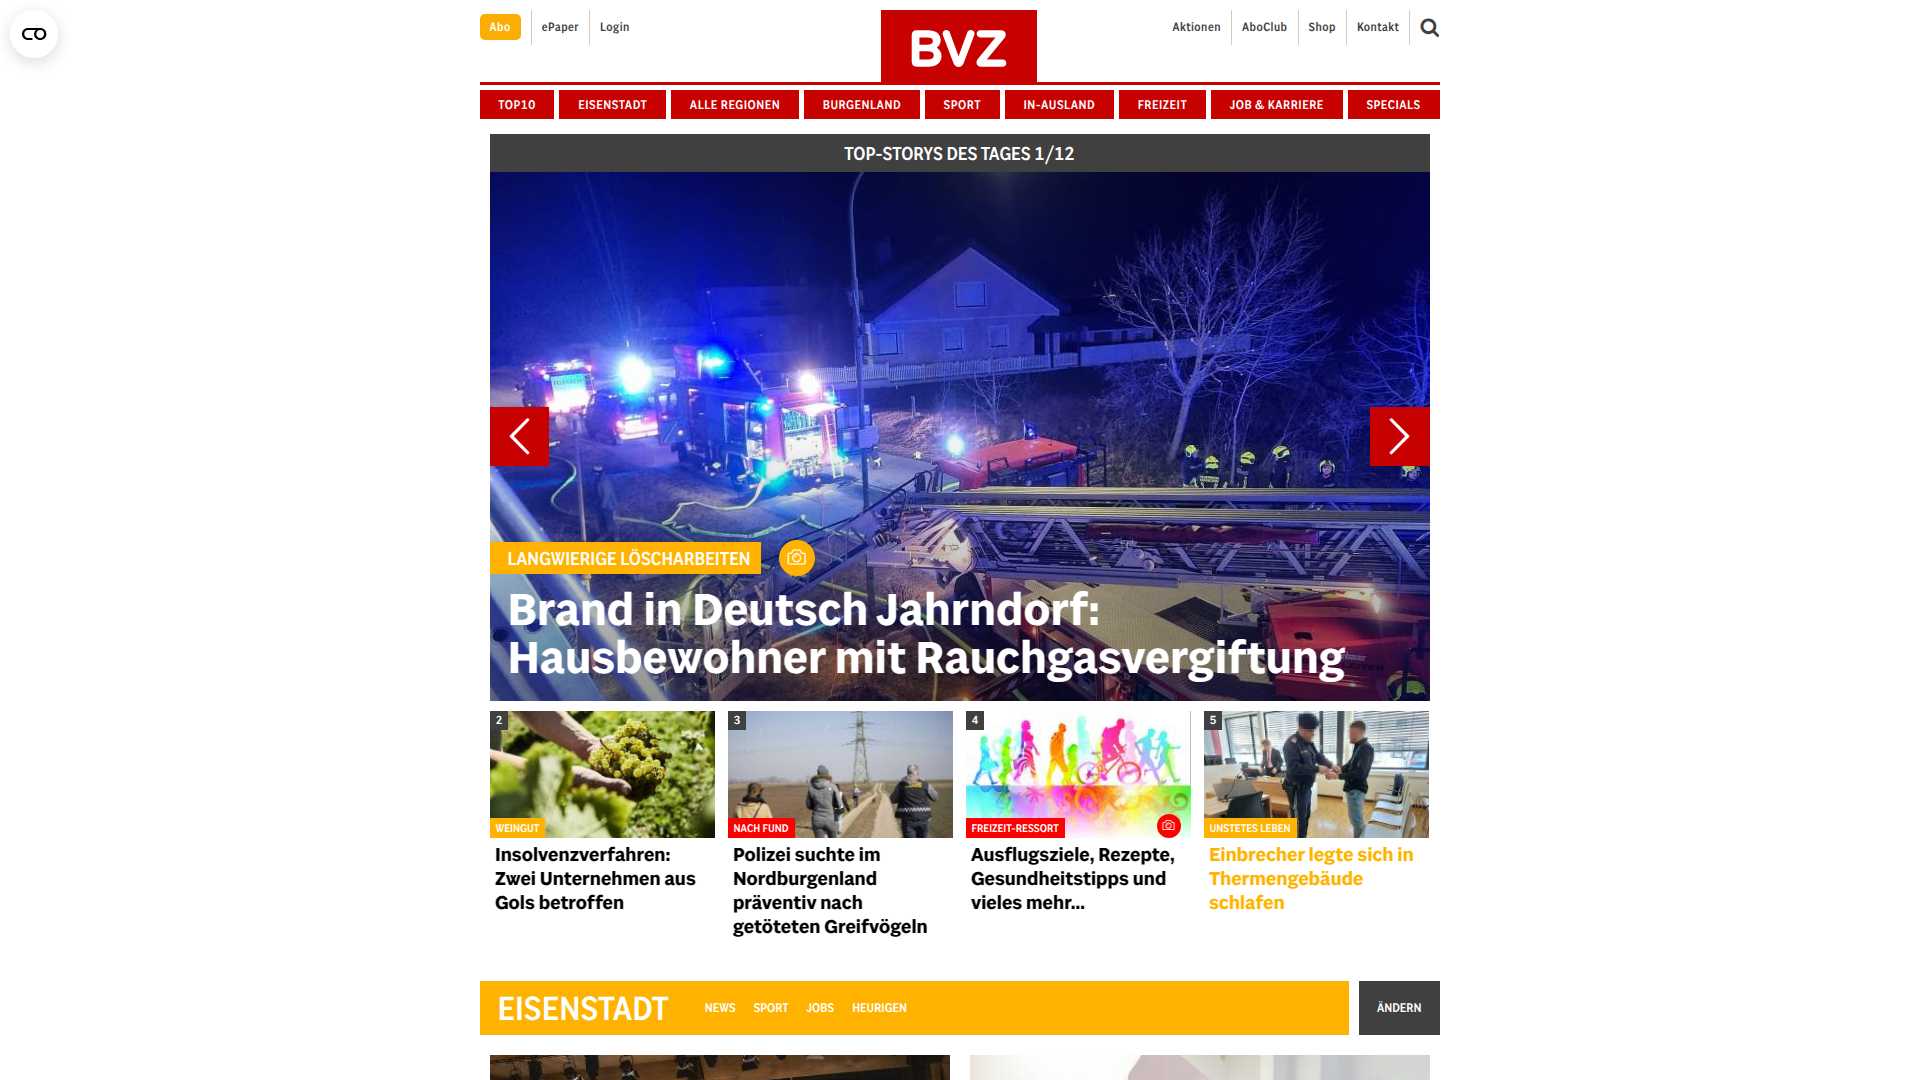 Abo
ePaper
Login
BVZ
Aktionen
AboClub
Shop
Kontakt
TOP10
EISENSTADT
ALLE REGIONEN
BURGENLAND
SPORT
IN-AUSLAND
FREIZEIT
JOB & KARRIERE
SPECIALS
TOP-STORYS DES TAGES 1/12
LANGWIERIGE LÖSCHARBEITEN
Brand in Deutsch Jahrndorf:
Hausbewohner mit Rauchgasvergiftung
2
WEINGUT
Insolvenzverfahren:
Zwei Unternehmen aus
Gols betroffen
3
NACH FUND
Polizei suchte im
Nordburgenland
präventiv nach
getöteten Greifvögeln
4
FREIZEIT-RESSORT
Ausflugsziele, Rezepte,
Gesundheitstipps und
vieles mehr...
5
UNSTETES LEBEN
Einbrecher legte sich in
Thermengebäude
schlafen
EISENSTADT
NEWS
SPORT
JOBS
HEURIGEN
ÄNDERN